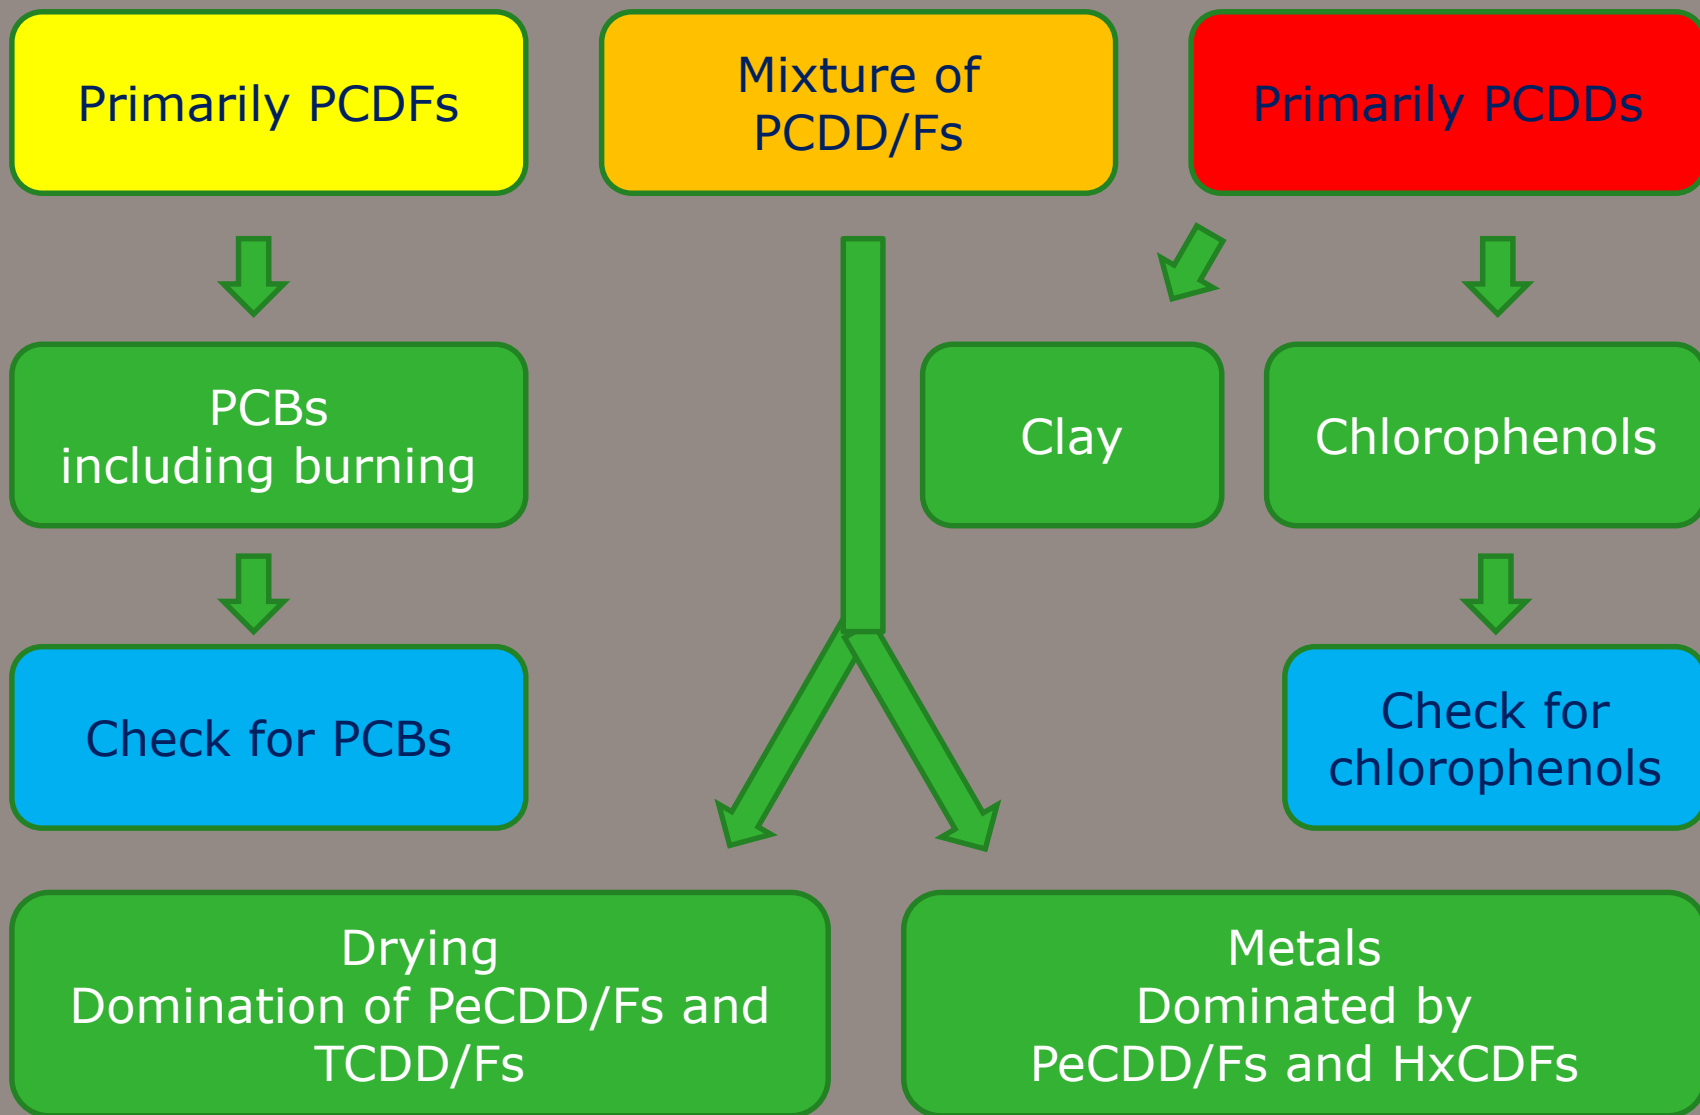 Primarily PCDFs
Mixture of
PCDD/Fs
Primarily PCDDs
PCBs
including burning
Clay
Chlorophenols
Check for PCBs
Check for
chlorophenols
Drying
Domination of PeCDD/Fs and
TCDD/Fs
Metals
Dominated by
PeCDD/Fs and HxCDFs